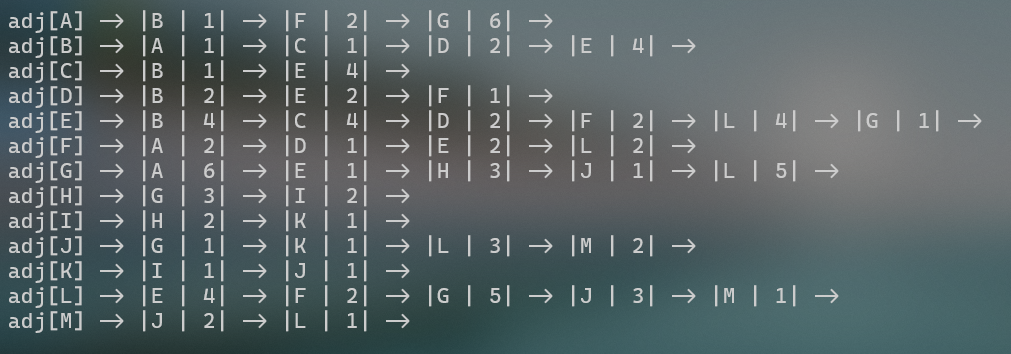 adj[A] -> |B | 1| -> |F | 2| -> |G | 6| ->
adj[B] -> |A | 1| -> |C | 1| -> |D | 2| -> |E | 4| ->
adj[C] -> |B | 1| -> |E | 4| ->
adj[D] -> |B | 2| -> |E | 2| -> |F | 1| ->
adj[E] -> |B | 4| -> |C | 4| -> |D | 2| -> |F | 2| -> |L | 4| -> |G | 1| ->
adj[F] -> |A | 2| -> |D | 1| -> |E | 2| -> |L | 2| ->
adj[G] -> |A | 6| -> |E | 1| -> |H | 3| -> |J | 1| -> |L | 5| ->
adj[H] -> |G | 3| -> |I | 2| ->
adj[I] -> |H | 2| -> |K | 1| ->
adj[J] -> |G | 1| -> |K | 1| -> |L | 3| -> |M | 2| ->
adj[K] -> |I | 1| -> |J | 1| ->
adj[L] -> |E | 4| -> |F | 2| -> |G | 5| -> |J | 3| -> |M | 1| ->
adj[M] -> |J | 2| -> |L | 1| ->